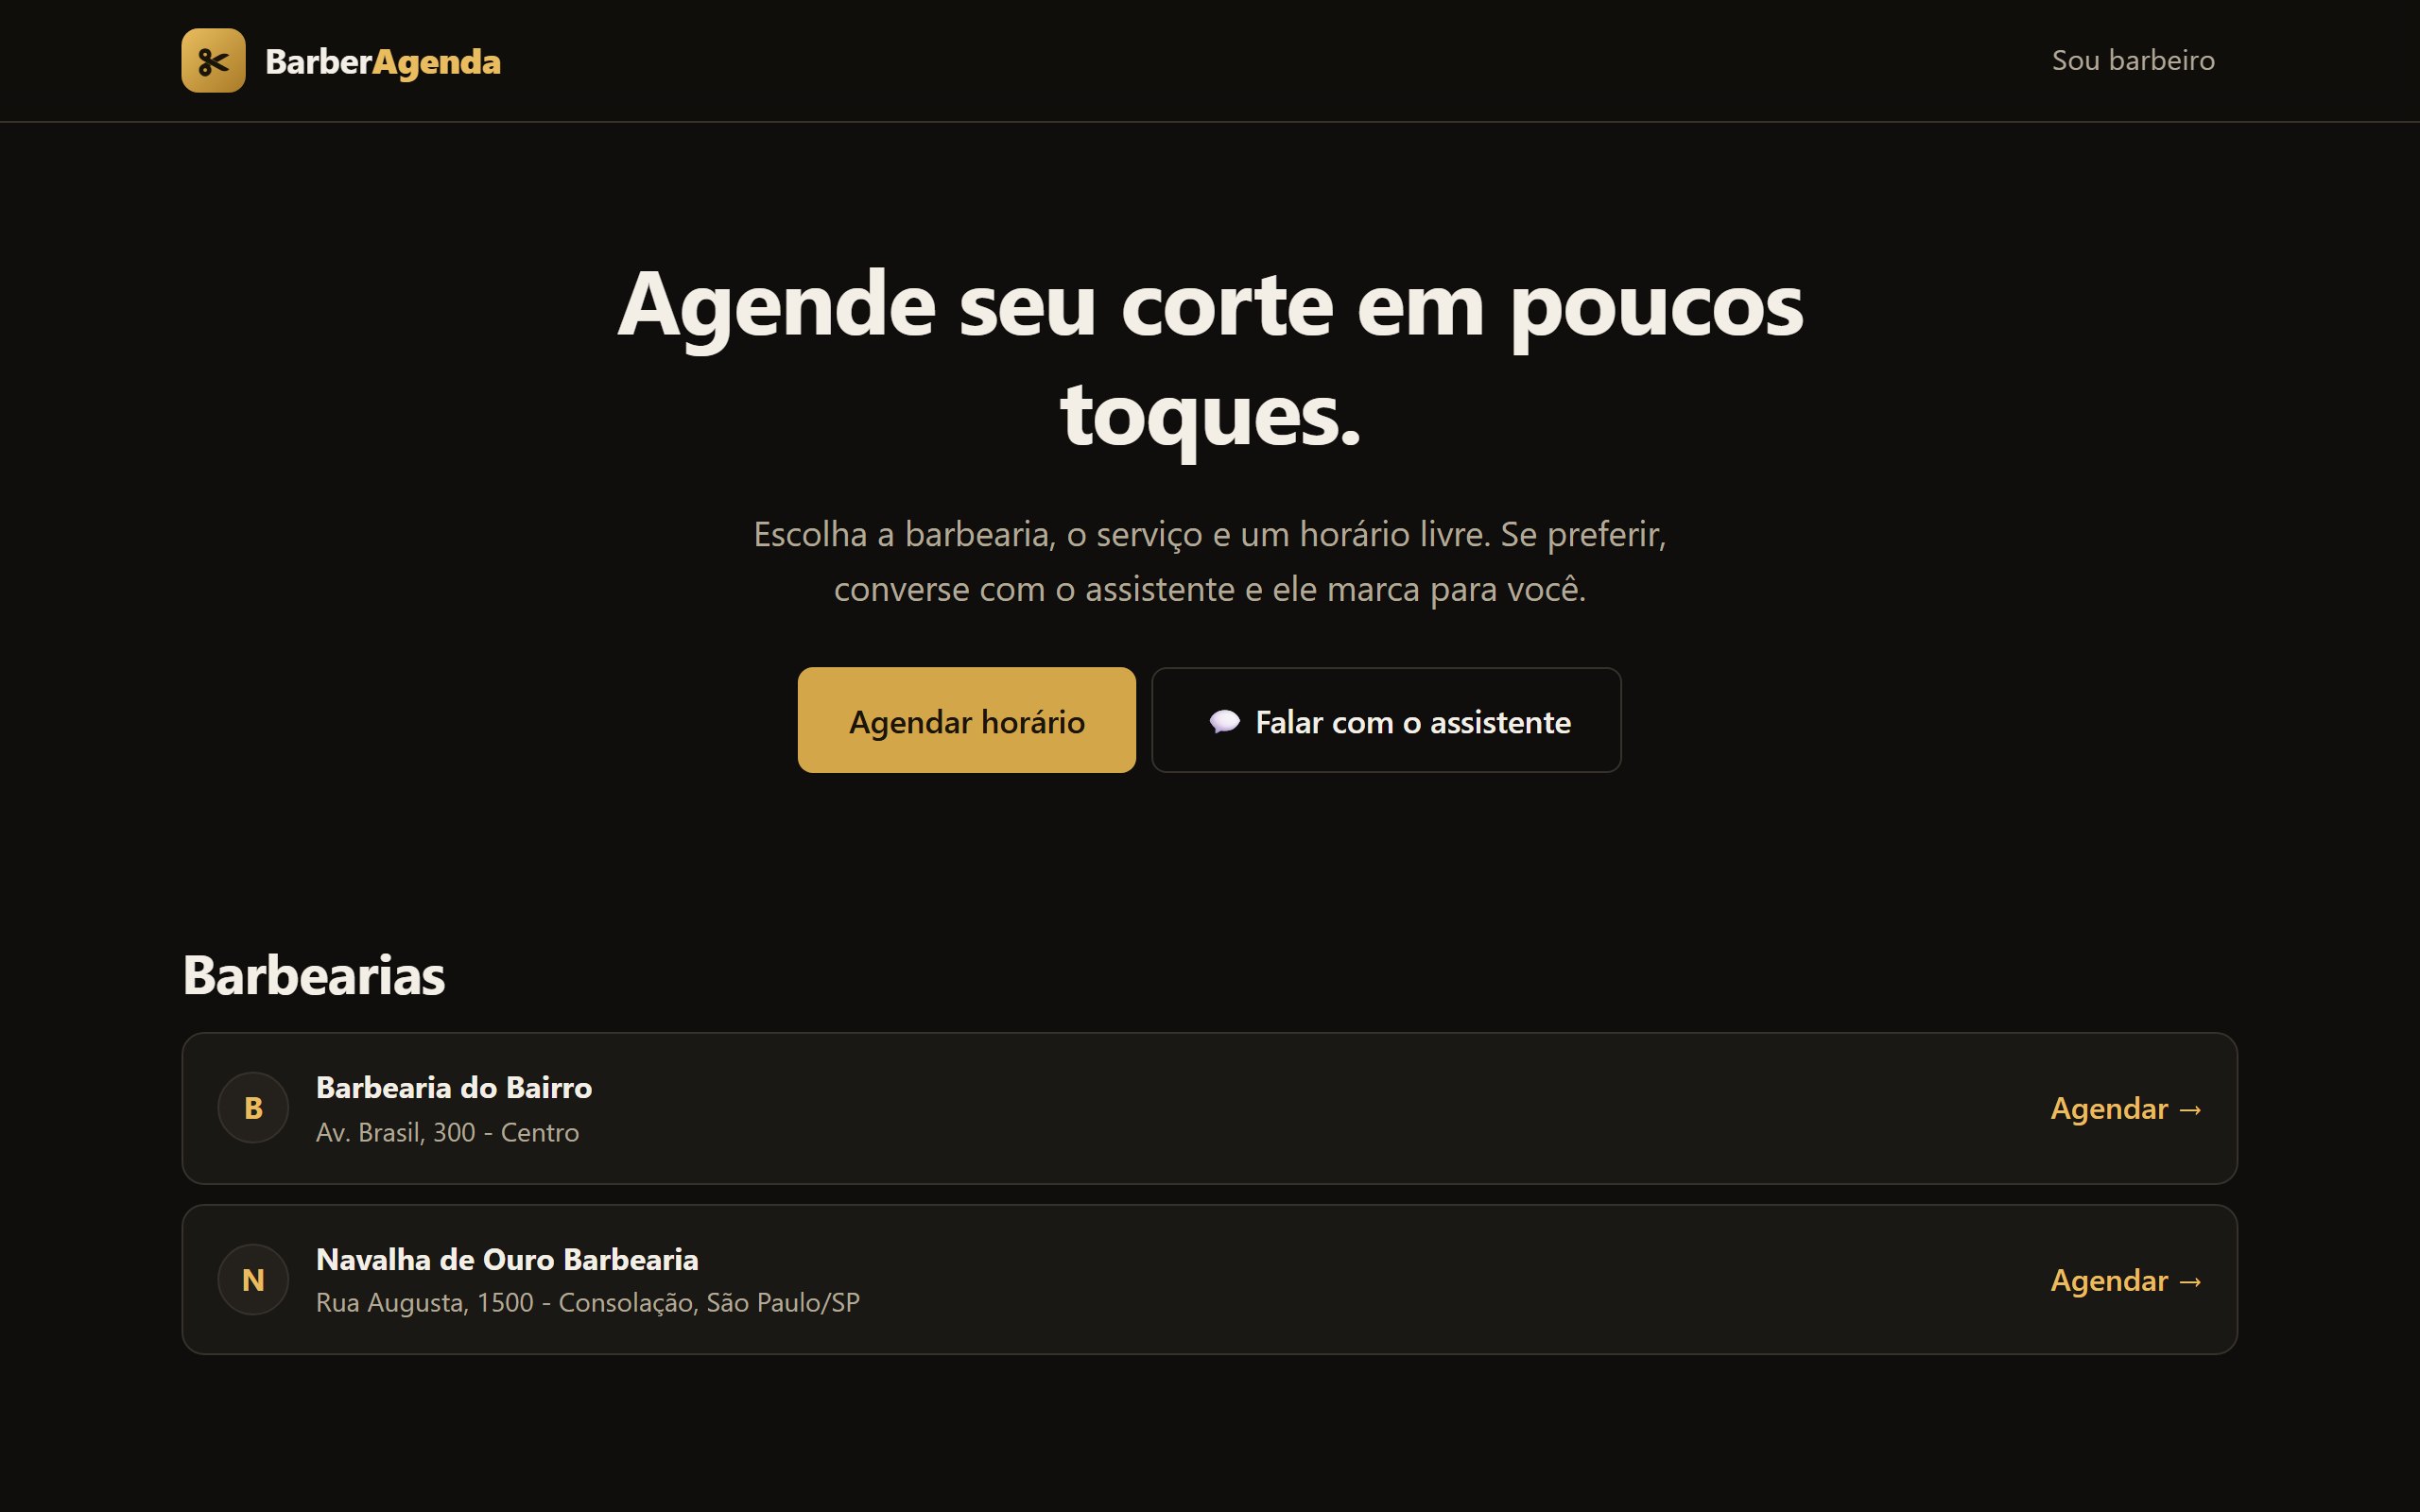 BarberAgenda
Sou barbeiro
Agende seu corte em poucos
toques.
Escolha a barbearia, o serviço e um horário livre. Se preferir,
converse com o assistente e ele marca para você.
Agendar horário
Falar com o assistente
Barbearias
B
Barbearia do Bairro
Av. Brasil, 300 - Centro
Agendar →
N
Navalha de Ouro Barbearia
Rua Augusta, 1500 - Consolação, São Paulo/SP
Agendar →